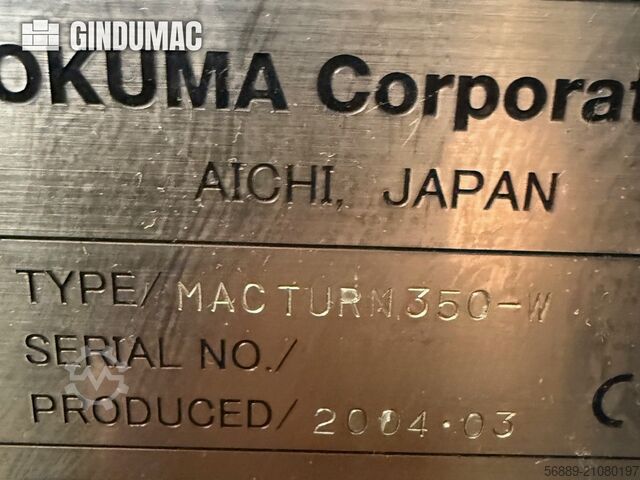 GINDUMAC
OKUMA Corporat
AICHI, JAPAN
TYPE/MACTURN350-W
SERIAL NO./
PRODUCED/2004.03
56889-21080197